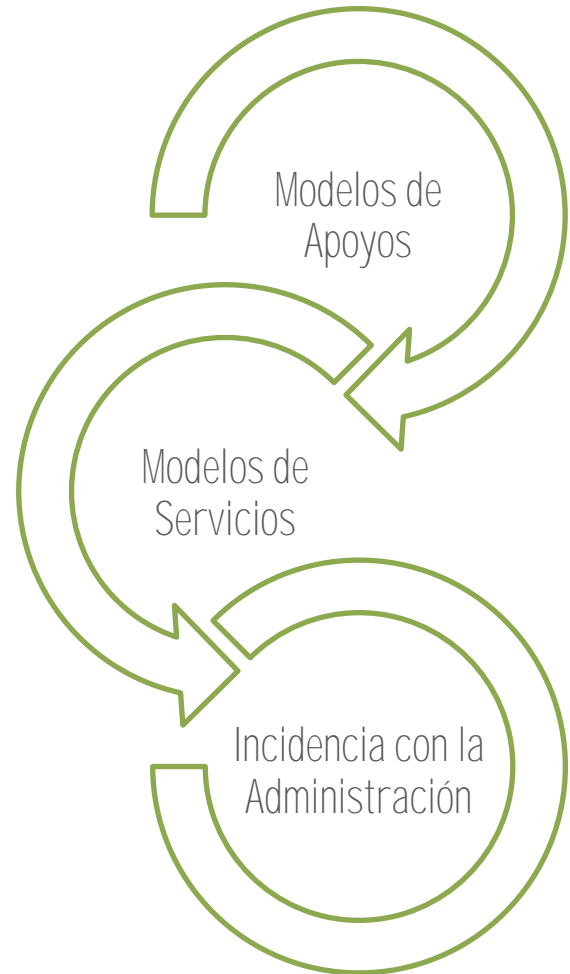 Modelos de
Apoyos
Modelos de
Servicios
Incidencia con la
Administración